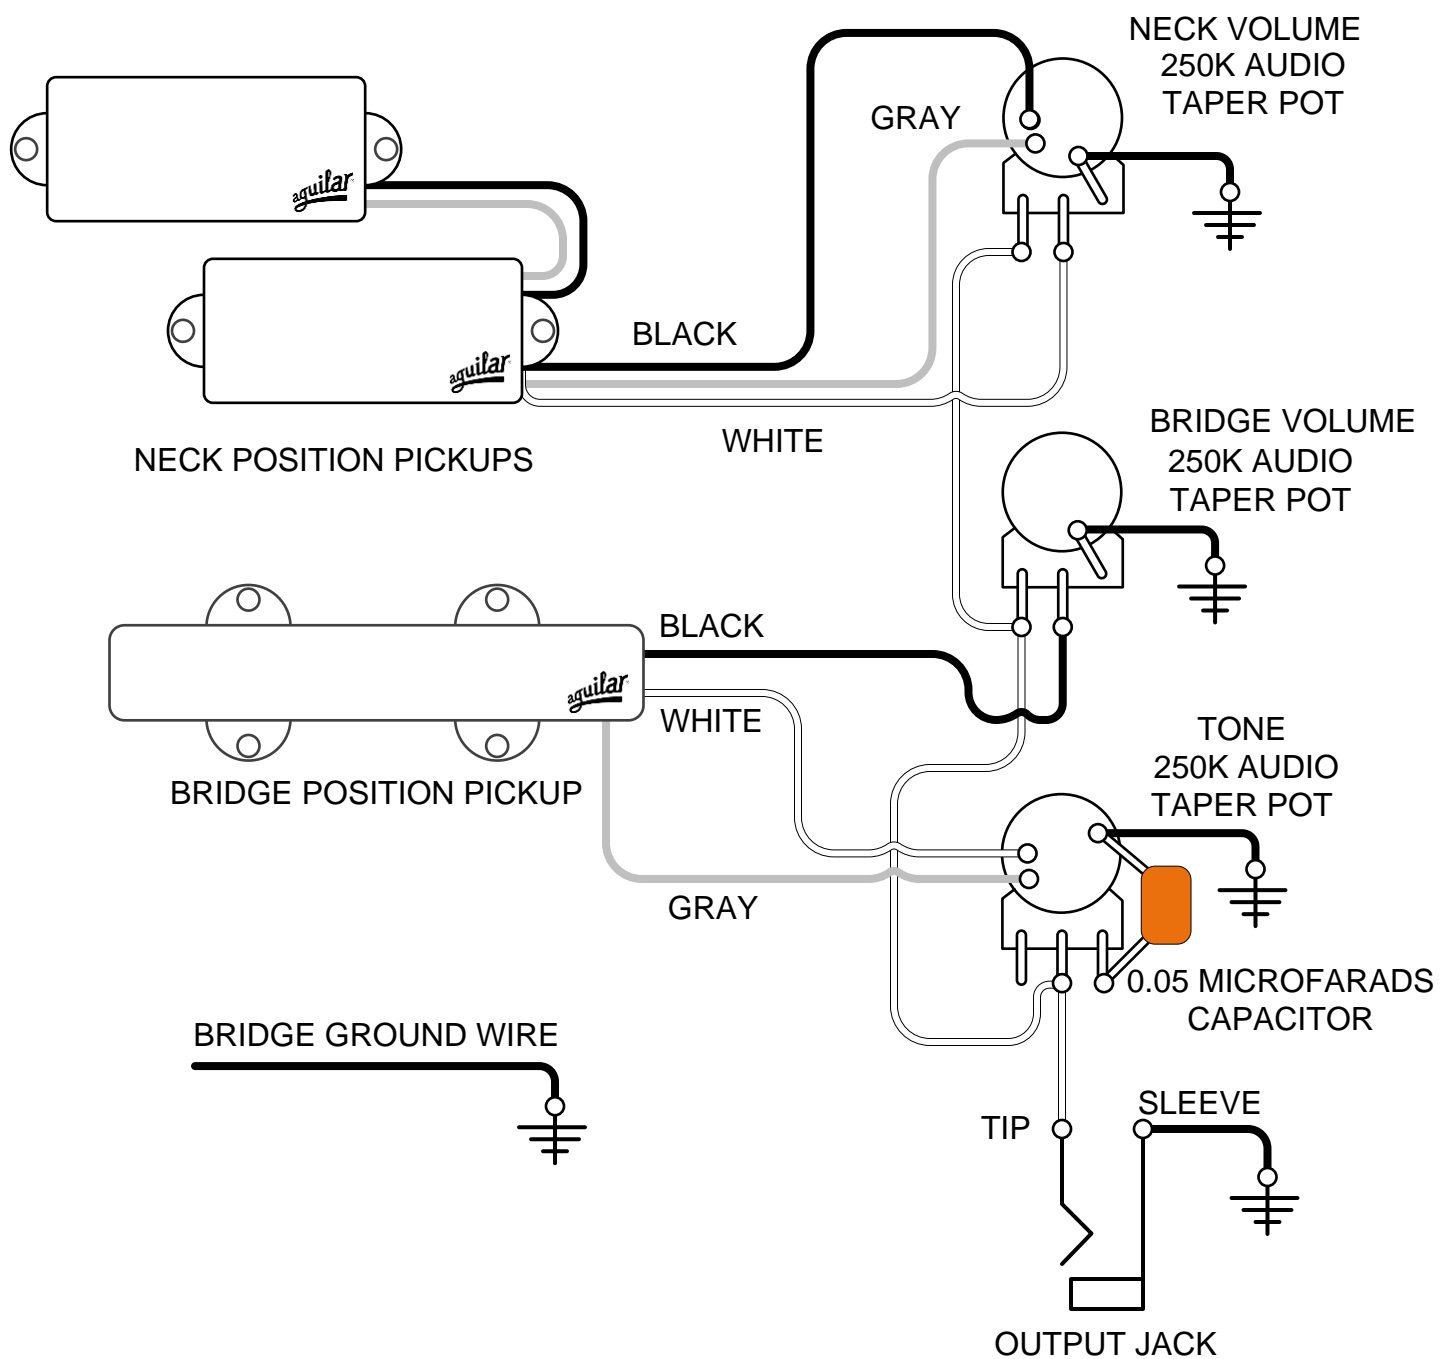 NECK VOLUME
250K AUDIO
TAPER POT
GRAY
aguilar
BLACK
aguilar
WHITE
NECK POSITION PICKUPS
BRIDGE VOLUME
250K AUDIO
TAPER POT
BLACK
aguilar
WHITE
BRIDGE POSITION PICKUP
TONE
250K AUDIO
TAPER POT
GRAY
0.05 MICROFARADS
CAPACITOR
BRIDGE GROUND WIRE
TIP
SLEEVE
OUTPUT JACK